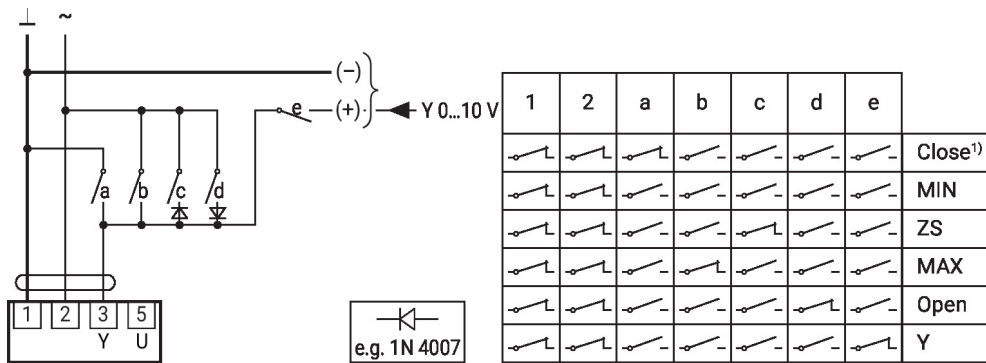 ⊥ ~
(–)
e (+) Y 0...10 V
a b c d
1 2 3 5
Y U
e.g. 1N 4007
1 2 a b c d e
Close¹⁾
MIN
ZS
MAX
Open
Y